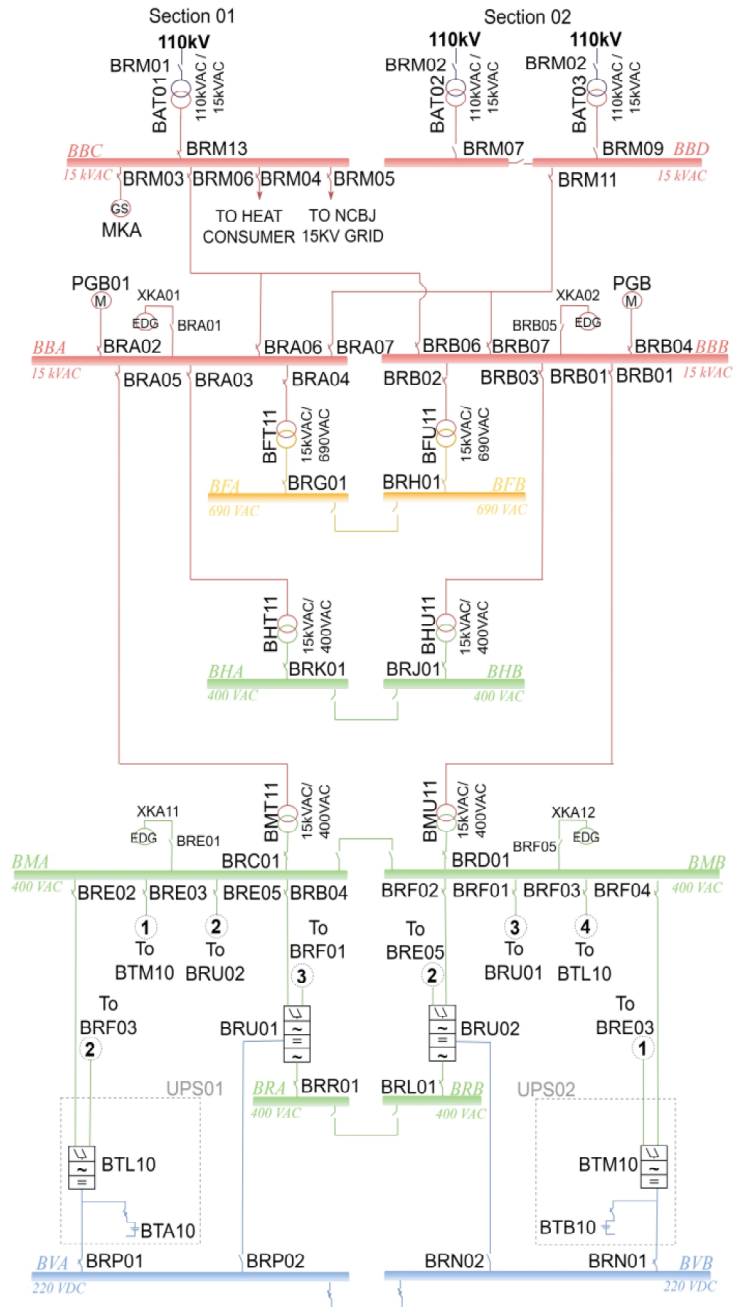 Section 01
Section 02
110kV
110kV
110kV
BRM01
BAT01
110kVAC /
15kVAC
BRM02
BAT02
110kVAC /
15kVAC
BRM02
BAT03
110kVAC /
15kVAC
BBC
BRM13
BRM07
BRM09
BBD
15 kVAC
BRM03
BRM06
BRM04
BRM05
BRM11
15 kVAC
GS
MKA
TO HEAT
CONSUMER
TO NCBJ
15KV GRID
PGB01
M
XKA01
EDG
BRA01
XKA02
EDG
BRB05
PGB
M
BBA
BRA02
BRA06
BRA07
BRB06
BRB07
BRB04
BBB
15 kVAC
BRA05
BRA03
BRA04
BRB02
BRB03
BRB01
BRB01
15 kVAC
BFT11
15kVAC/
690VAC
BFU11
15kVAC/
690VAC
BFA
BRG01
BRH01
BFB
690 VAC
690 VAC
BHT11
15kVAC/
400VAC
BHU11
15kVAC/
400VAC
BHA
BRK01
BRJ01
BHB
400 VAC
400 VAC
BMT11
15kVAC/
400VAC
BMU11
15kVAC/
400VAC
XKA11
EDG
BRE01
XKA12
EDG
BRF05
BMA
BRC01
BRD01
BMB
400 VAC
BRE02
BRE03
BRE05
BRB04
BRF02
BRF01
BRF03
BRF04
400 VAC
1
To
BTM10
2
To
BRU02
To
BRF01
3
To
BRE05
2
3
To
BRU01
4
To
BTL10
To
BRF03
2
To
BRE03
1
BRU01
~
=
~
BRU02
~
=
~
UPS01
BRA
BRR01
BRL01
BRB
UPS02
400 VAC
400 VAC
BTL10
~
=
BTM10
~
=
BTA10
BTB10
BVA
BRP01
BRP02
BRN02
BRN01
BVB
220 VDC
220 VDC